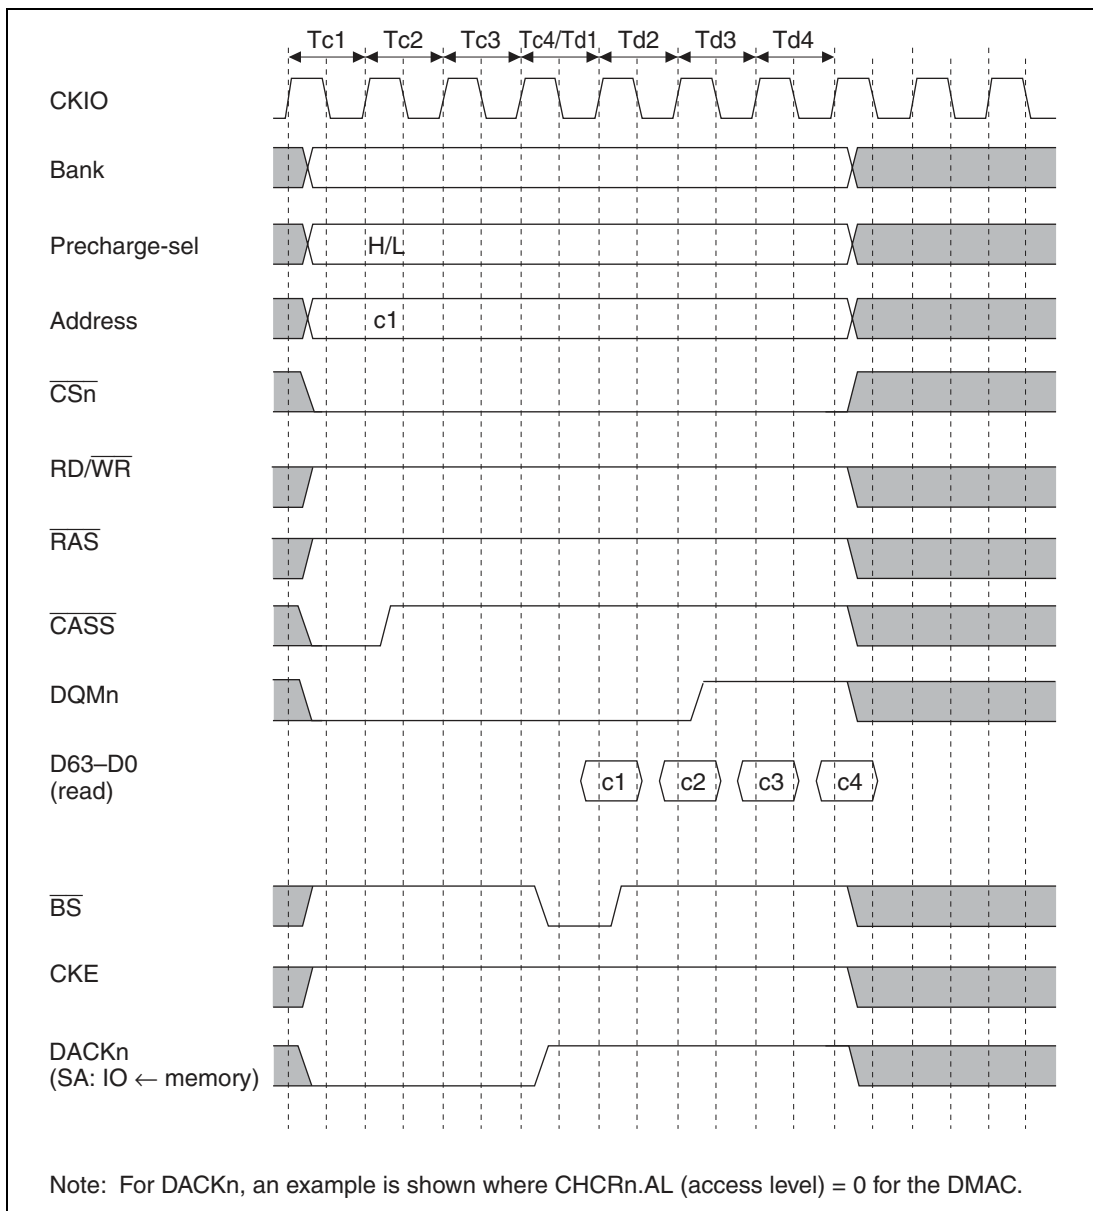 Tc1 Tc2 Tc3 Tc4/Td1 Td2 Td3 Td4
CKIO
Bank
Precharge-sel H/L
Address c1
CSn
RD/WR
RAS
CASS
DQMn
D63–D0
(read)
c1 c2 c3 c4
BS
CKE
DACKn
(SA: IO ← memory)
Note: For DACKn, an example is shown where CHCRn.AL (access level) = 0 for the DMAC.